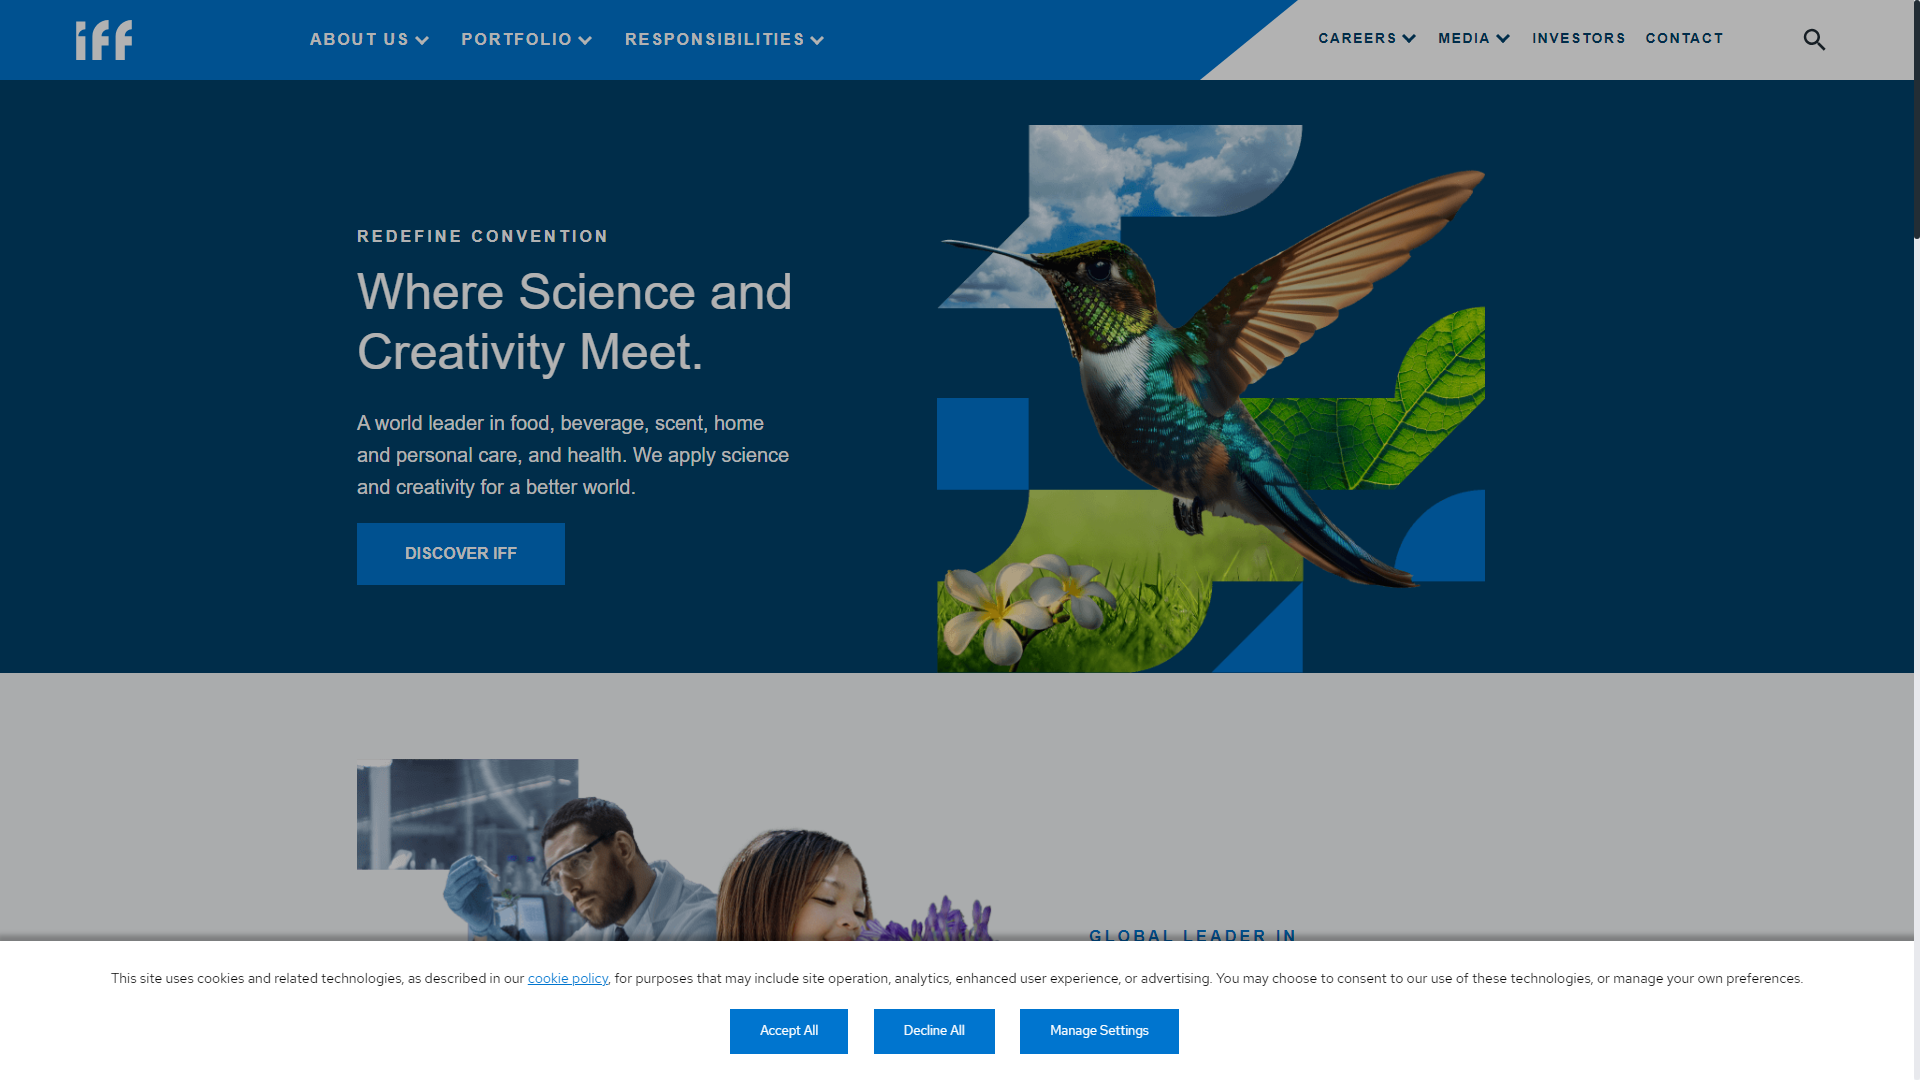 iff
ABOUT US
PORTFOLIO
RESPONSIBILITIES
CAREERS
MEDIA
INVESTORS
CONTACT
REDEFINE CONVENTION
Where Science and
Creativity Meet.
A world leader in food, beverage, scent, home
and personal care, and health. We apply science
and creativity for a better world.
DISCOVER IFF
GLOBAL LEADER IN
This site uses cookies and related technologies, as described in our cookie policy, for purposes that may include site operation, analytics, enhanced user experience, or advertising. You may choose to consent to our use of these technologies, or manage your own preferences.
Accept All
Decline All
Manage Settings